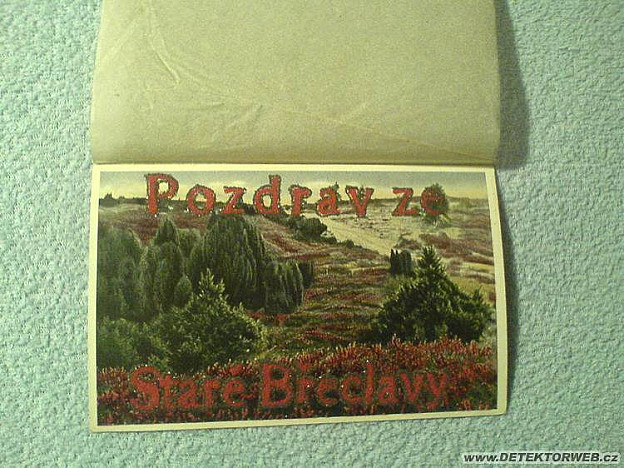 Pozdrav ze
Staré Břeclavy
www.DETEKTORWEB.cz